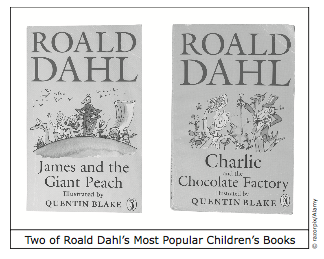 ROALD
DAHL
James and the
Giant Peach
Illustrated by
QUENTIN BLAKE
ROALD
DAHL
Charlie
and the
Chocolate Factory
Illustrated by
QUENTIN BLAKE
Two of Roald Dahl's Most Popular Children's Books
© razorpix/Alamy